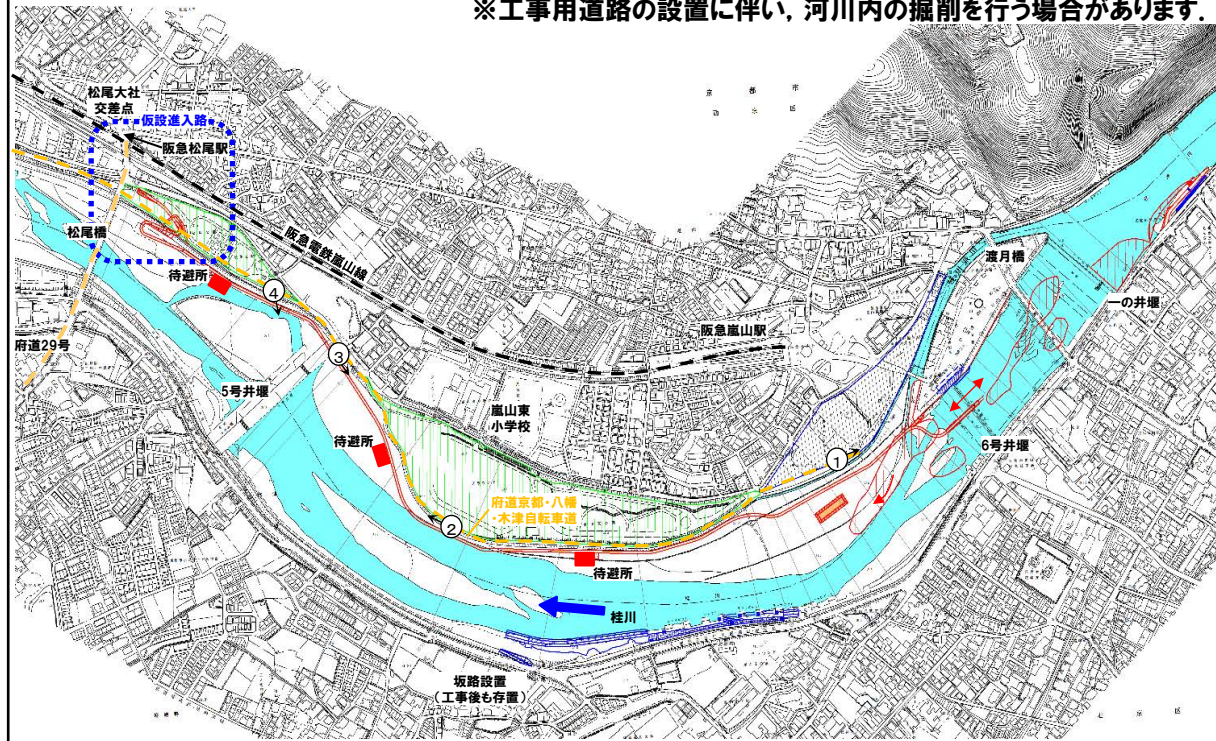 ※工事用道路の設置に伴い，河川内の掘削を行う場合があります．
松尾大社
交差点
仮設進入路
阪急松尾駅
松尾橋
待避所
④
阪急電鉄嵐山線
渡月橋
一の井堰
阪急嵐山駅
府道29号
③
5号井堰
嵐山東
小学校
待避所
①
6号井堰
府道京都・八幡
・木津自転車道
②
待避所
桂川
坂路設置
（工事後も存置）